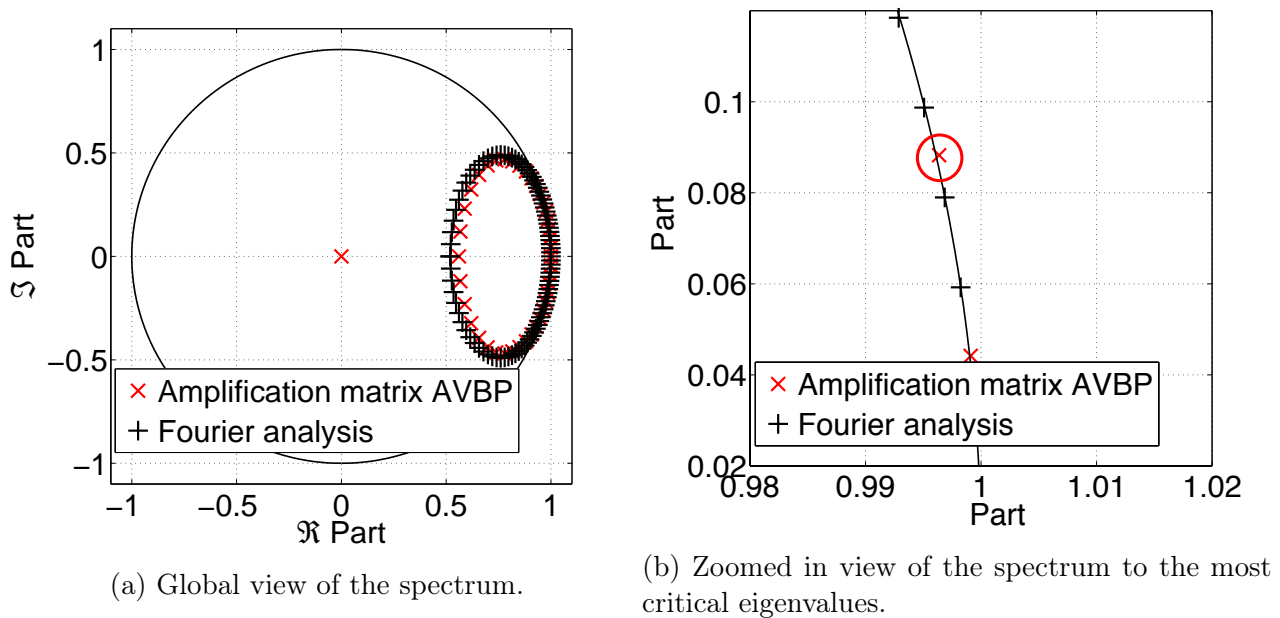 1
0.5
0
−0.5
−1
ℑ Part
× Amplification matrix AVBP
+ Fourier analysis
−1 −0.5 0 0.5 1
ℜ Part
(a) Global view of the spectrum.
0.1
0.08
0.06
0.04
0.02
Part
× Amplification matrix AVBP
+ Fourier analysis
0.98 0.99 1 1.01 1.02
Part
(b) Zoomed in view of the spectrum to the most
critical eigenvalues.